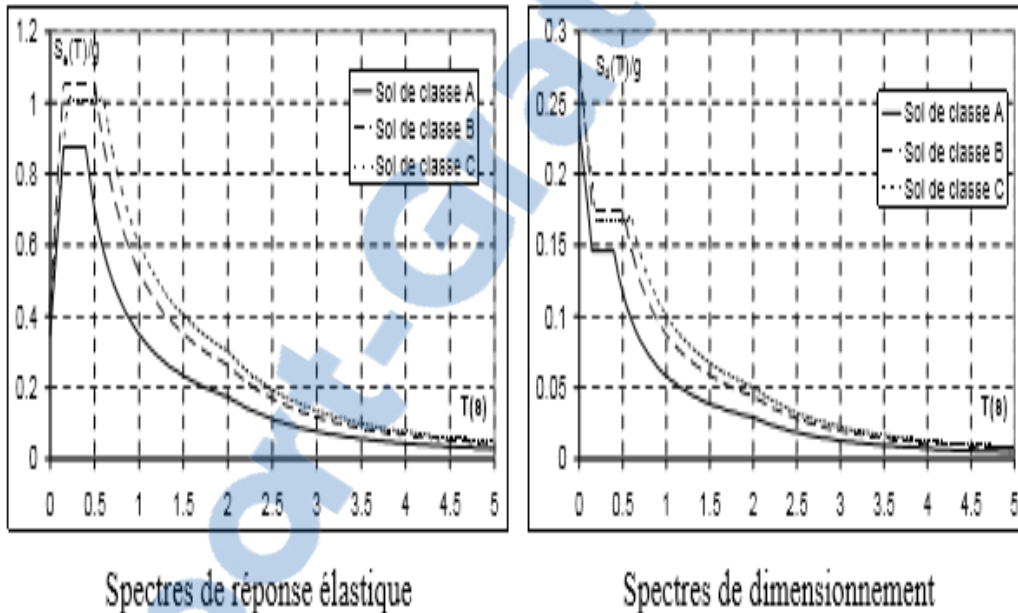 1.2
Sₑ(T)/g
1
0.8
0.6
0.4
0.2
0
Sol de classe A
Sol de classe B
Sol de classe C
T(s)
0 0.5 1 1.5 2 2.5 3 3.5 4 4.5 5
Spectres de réponse élastique
0.3
S_d(T)/g
0.25
0.2
0.15
0.1
0.05
0
Sol de classe A
Sol de classe B
Sol de classe C
T(s)
0 0.5 1 1.5 2 2.5 3 3.5 4 4.5 5
Spectres de dimensionnement
ort-Grat